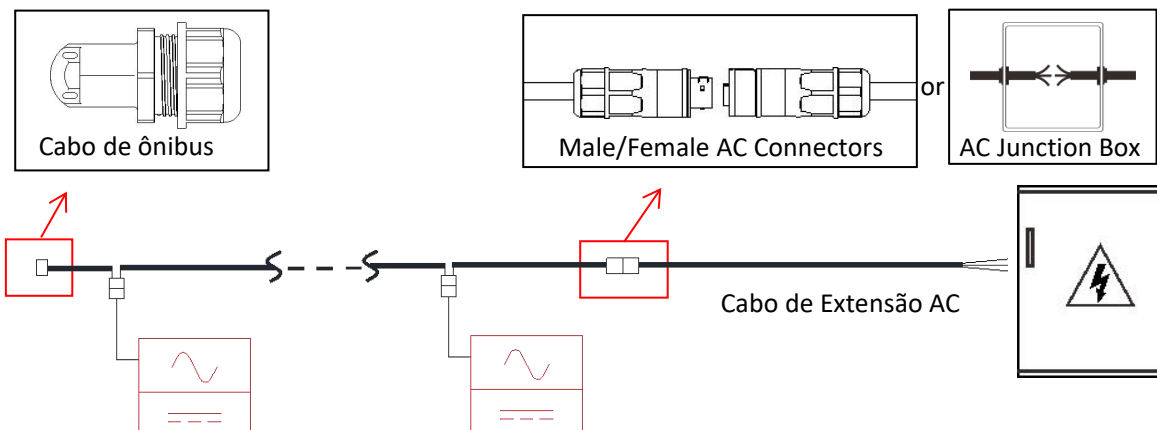 Cabo de ônibus
Male/Female AC Connectors
or
AC Junction Box
Cabo de Extensão AC